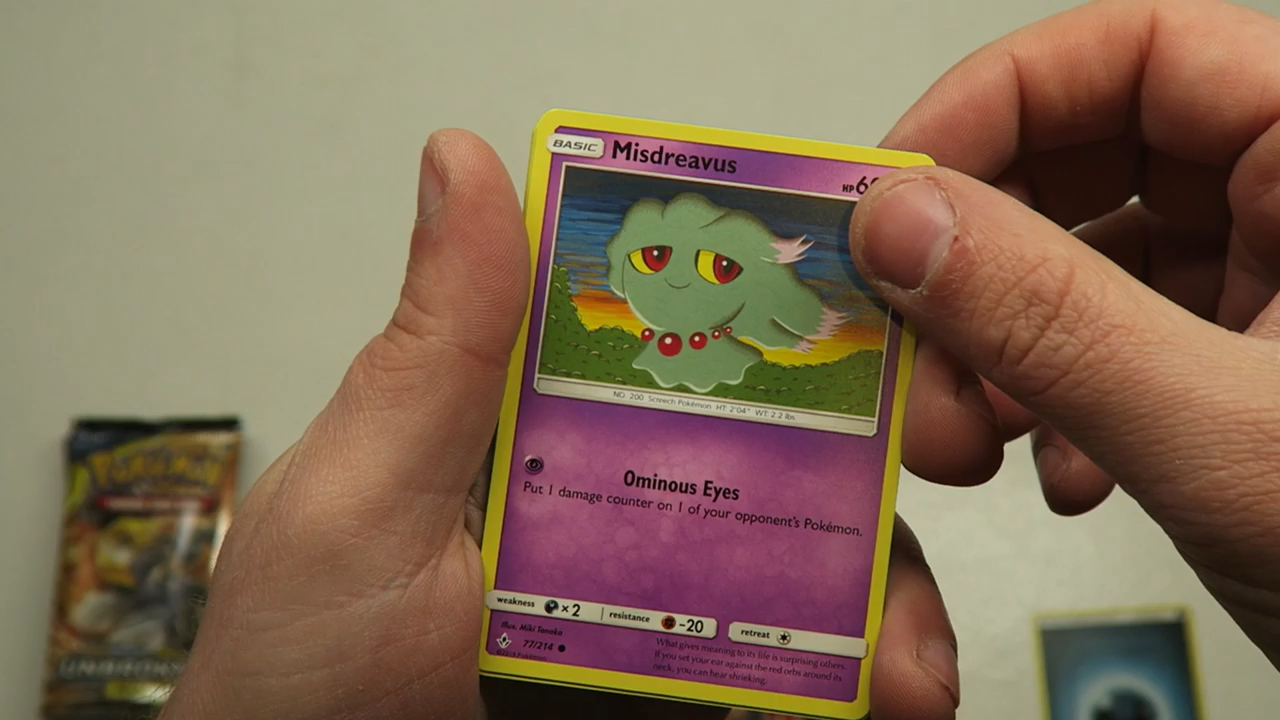 BASIC Misdreavus
HP 6
NO. 200 Screech Pokémon HT: 2'04" WT: 2.2 lbs
Ominous Eyes
Put 1 damage counter on 1 of your opponent's Pokémon.
weakness ×2 resistance -20 retreat
Illus. Miki Tanaka
77/214
What gives meaning to its life is surprising others.
If you set your ear against the red orbs around its
neck, you can hear shrieking.
POKÉMON